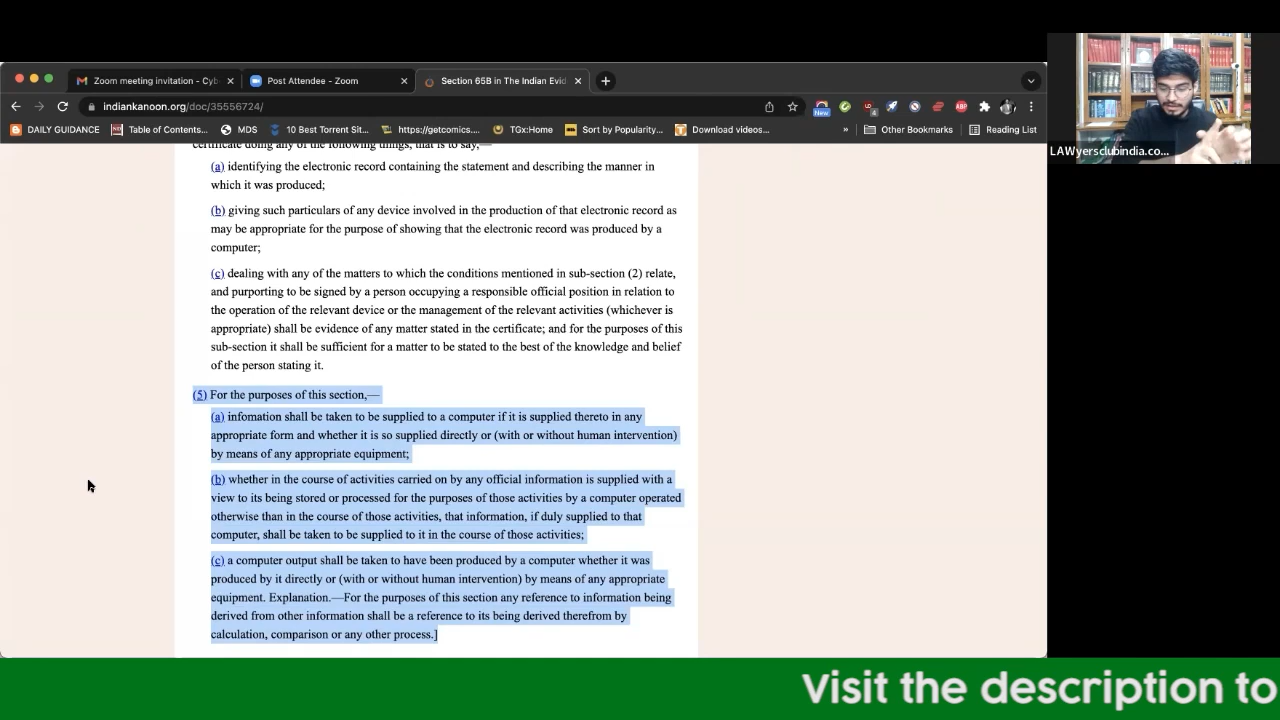 Zoom meeting invitation - Cyb
Post Attendee - Zoom
Section 65B in The Indian Evid
indiankanoon.org/doc/35556724/
New
4
ABP
DAILY GUIDANCE
Table of Contents...
MDS
10 Best Torrent Sit...
https://getcomics....
TGx:Home
Sort by Popularity...
Download videos...
»
Other Bookmarks
Reading List
LAWyersclubindia.co...
certificate doing any of the following things, that is to say,—
(a) identifying the electronic record containing the statement and describing the manner in
which it was produced;
(b) giving such particulars of any device involved in the production of that electronic record as
may be appropriate for the purpose of showing that the electronic record was produced by a
computer;
(c) dealing with any of the matters to which the conditions mentioned in sub-section (2) relate,
and purporting to be signed by a person occupying a responsible official position in relation to
the operation of the relevant device or the management of the relevant activities (whichever is
appropriate) shall be evidence of any matter stated in the certificate; and for the purposes of this
sub-section it shall be sufficient for a matter to be stated to the best of the knowledge and belief
of the person stating it.
(5) For the purposes of this section,—
(a) infomation shall be taken to be supplied to a computer if it is supplied thereto in any
appropriate form and whether it is so supplied directly or (with or without human intervention)
by means of any appropriate equipment;
(b) whether in the course of activities carried on by any official information is supplied with a
view to its being stored or processed for the purposes of those activities by a computer operated
otherwise than in the course of those activities, that information, if duly supplied to that
computer, shall be taken to be supplied to it in the course of those activities;
(c) a computer output shall be taken to have been produced by a computer whether it was
produced by it directly or (with or without human intervention) by means of any appropriate
equipment. Explanation.—For the purposes of this section any reference to information being
derived from other information shall be a reference to its being derived therefrom by
calculation, comparison or any other process.]
Visit the description to